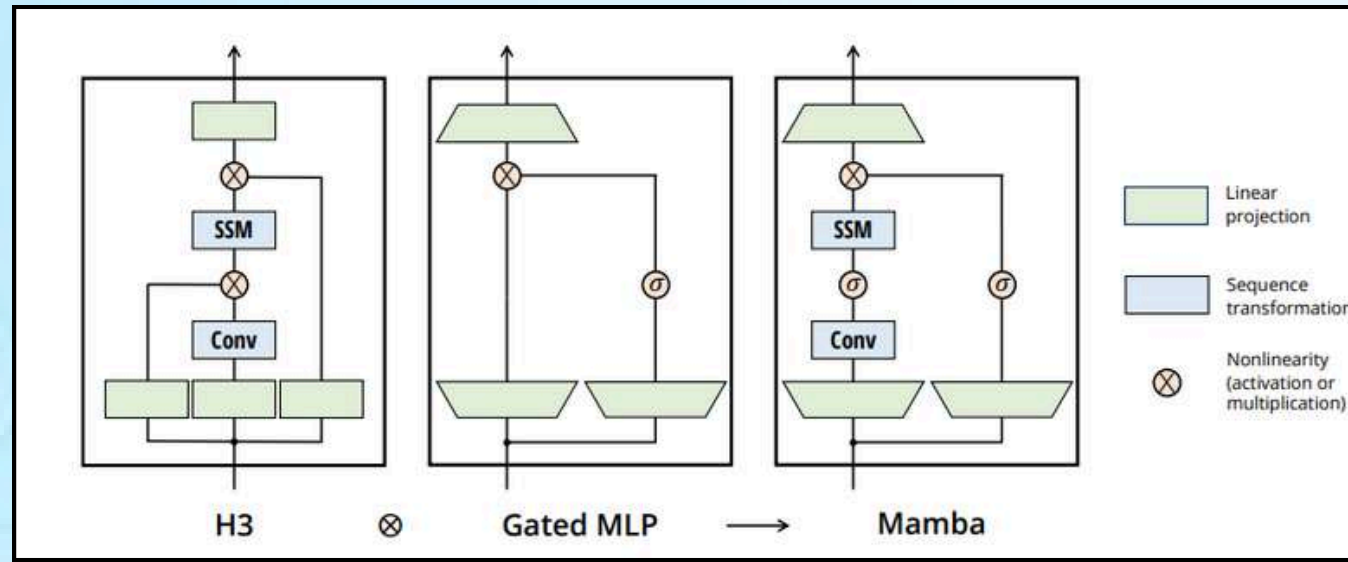 SSM
Conv
σ
SSM
σ
Conv
σ
Linear
projection
Sequence
transformation
Nonlinearity
(activation or
multiplication)
H3 ⊗ Gated MLP → Mamba